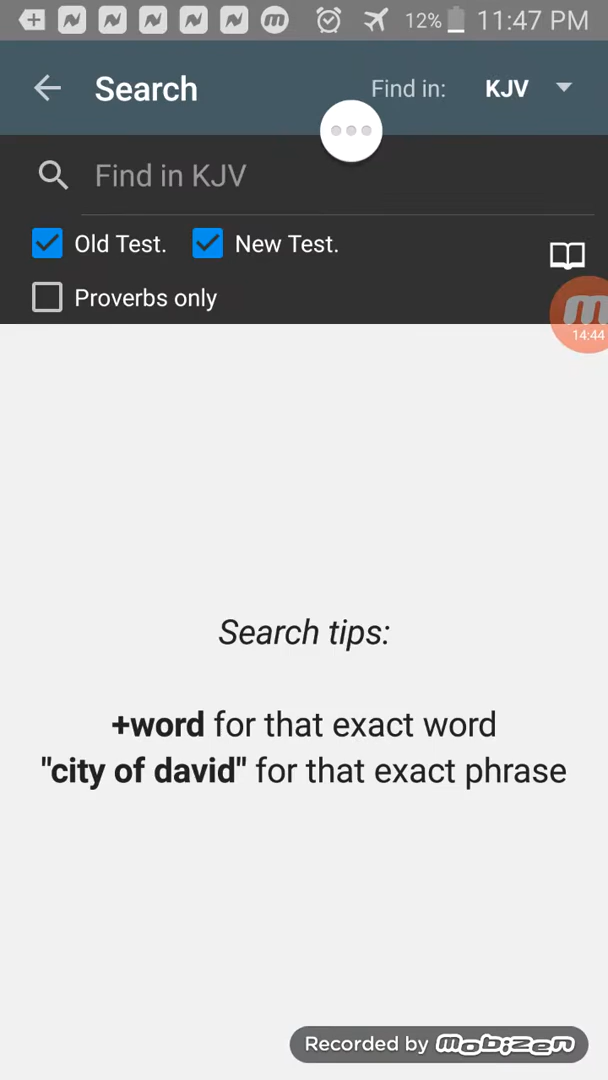 12% 11:47 PM
Search Find in: KJV
Find in KJV
Old Test. New Test.
Proverbs only
14:44
Search tips:
+word for that exact word
"city of david" for that exact phrase
Recorded by mobizen